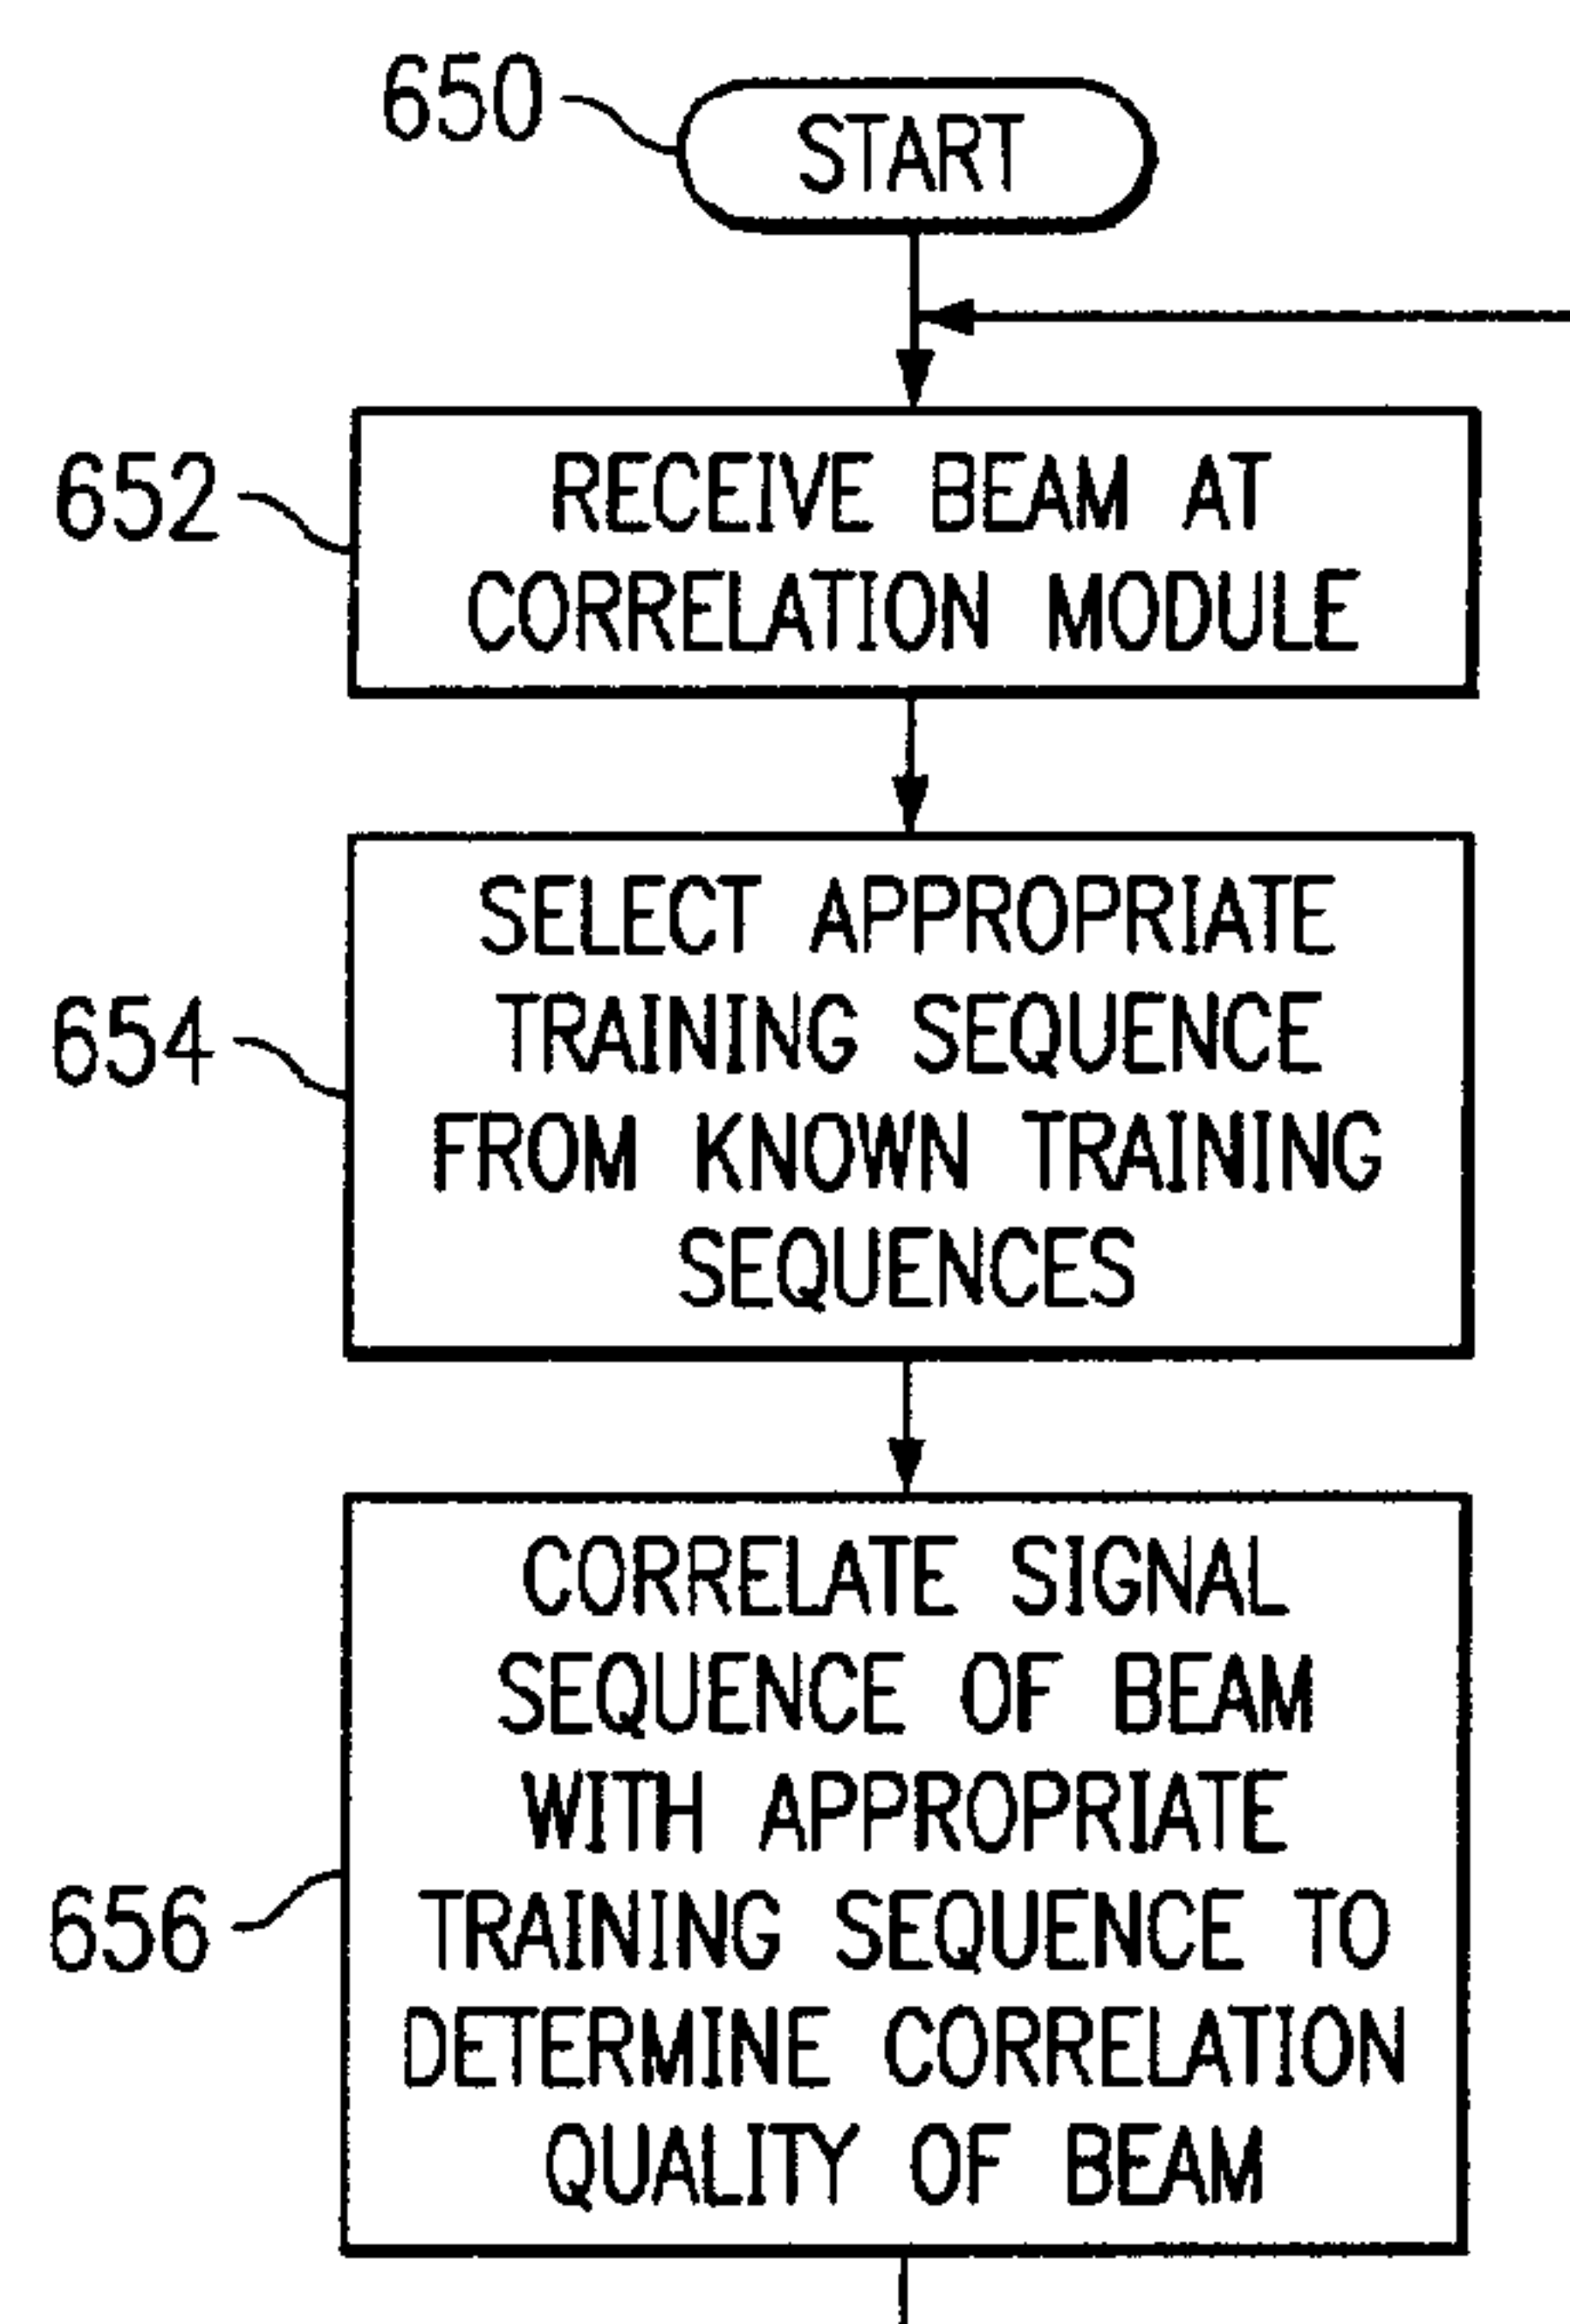 650
START
652
RECEIVE BEAM AT
CORRELATION MODULE
654
SELECT APPROPRIATE
TRAINING SEQUENCE
FROM KNOWN TRAINING
SEQUENCES
656
CORRELATE SIGNAL
SEQUENCE OF BEAM
WITH APPROPRIATE
TRAINING SEQUENCE TO
DETERMINE CORRELATION
QUALITY OF BEAM